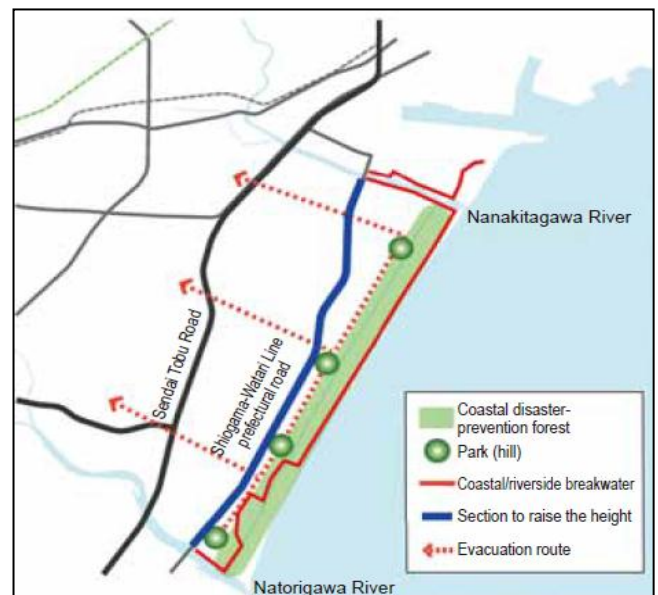 Nanakitagawa River
Sendai Tobu Road
Shiogama-Watari Line
prefectural road
Coastal disaster-
prevention forest
Park (hill)
Coastal/riverside breakwater
Section to raise the height
Evacuation route
Natorigawa River